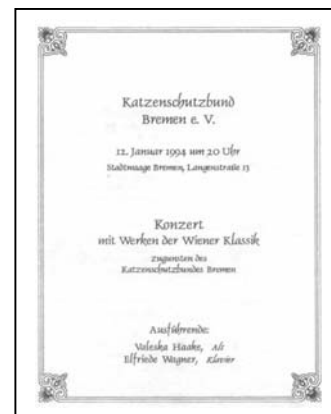 Katzenschutzbund
Bremen e. V.
12. Januar 1994 um 20 Uhr
Stadtwaage Bremen, Langenstraße 13
Konzert
mit Werken der Wiener Klassik
zugunsten des
Katzenschutzbundes Bremen
Ausführende:
Valeska Haake, Alt
Elfriede Wagner, Klavier